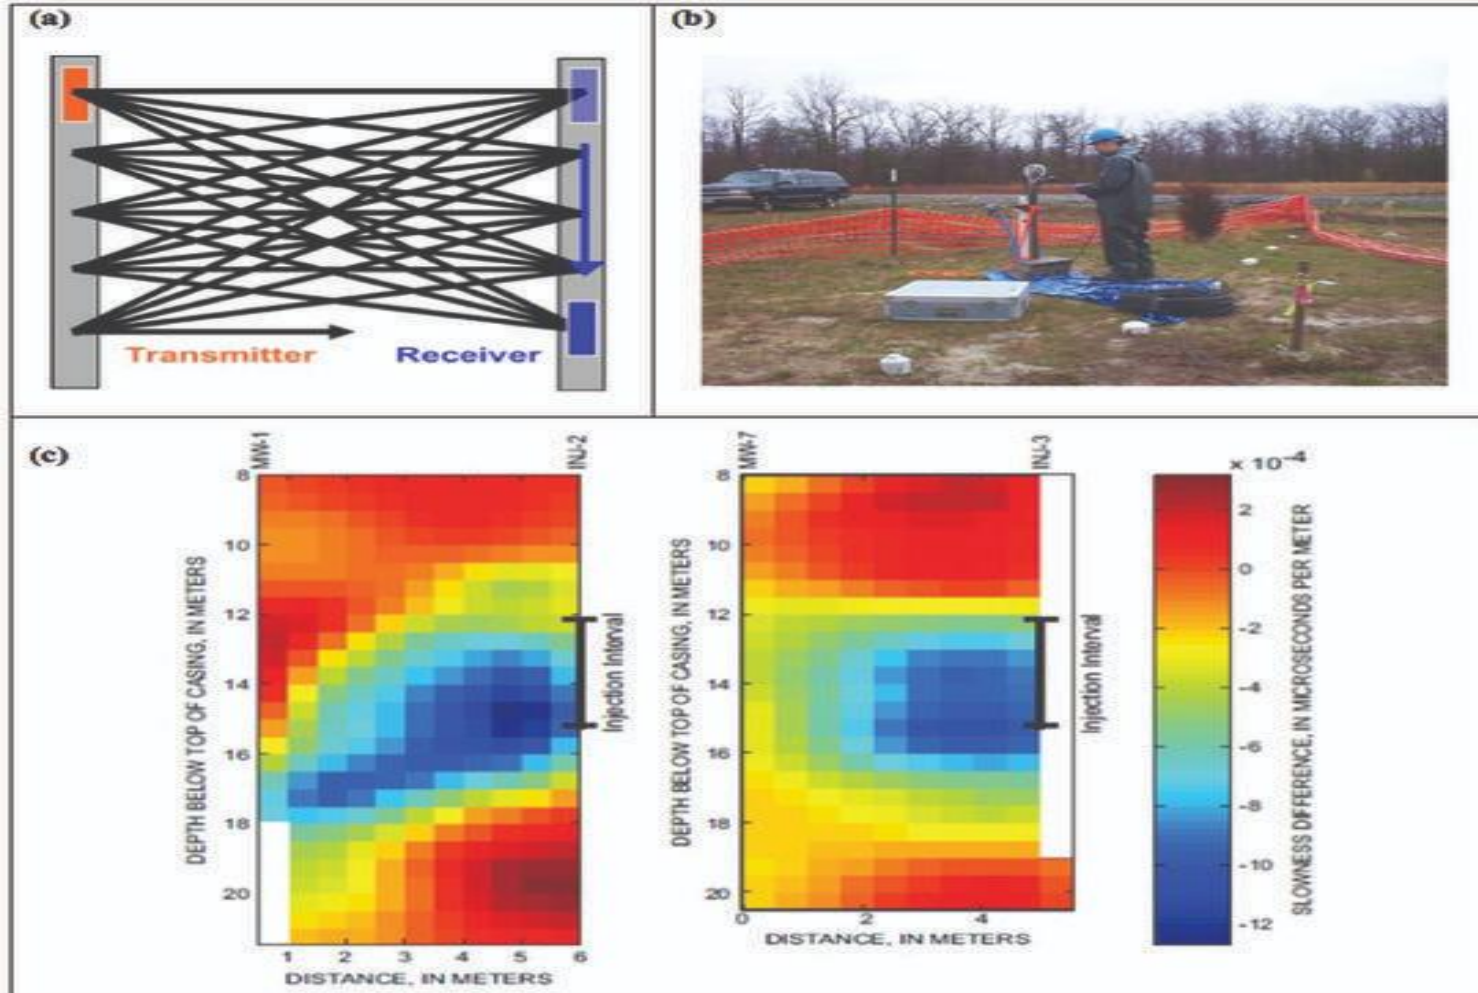 (a)
Transmitter
Receiver
(b)
(c)
MW-1
INJ-2
8
10
12
14
16
18
20
DEPTH BELOW TOP OF CASING, IN METERS
1 2 3 4 5 6
DISTANCE, IN METERS
Injection Interval
MW-7
INJ-3
8
10
12
14
16
18
20
DEPTH BELOW TOP OF CASING, IN METERS
0 2 4
DISTANCE, IN METERS
Injection Interval
x 10-4
2
0
-2
-4
-6
-8
-10
-12
SLOWNESS DIFFERENCE, IN MICROSECONDS PER METER